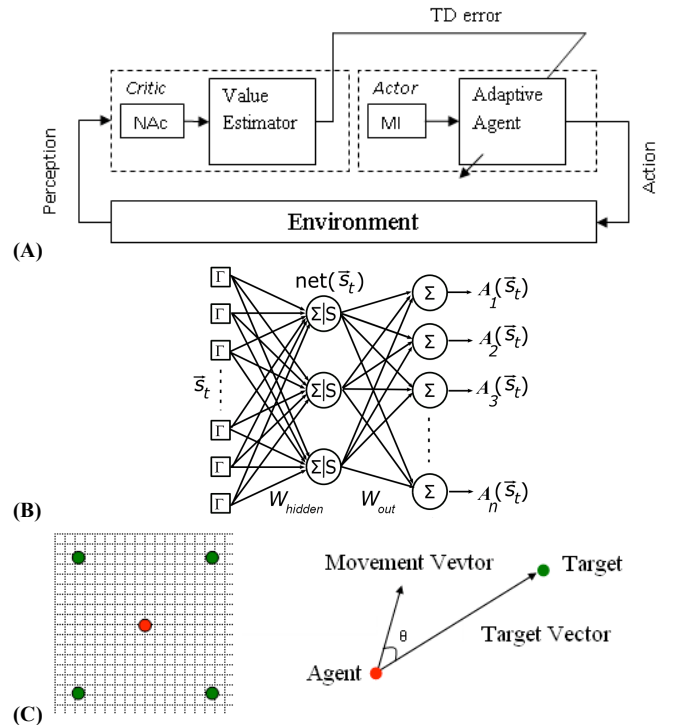 TD error
Critic
NAc
Value
Estimator
Actor
MI
Adaptive
Agent
Perception
Action
Environment
(A)
Γ
Γ
Γ
Γ
Γ
Γ
s⃗t
net(s⃗t)
Σ|S
Σ|S
Σ|S
Σ
Σ
Σ
Σ
A1(s⃗t)
A2(s⃗t)
A3(s⃗t)
An(s⃗t)
Whidden
Wout
(B)
Movement Vevtor
Target
θ
Target Vector
Agent
(C)